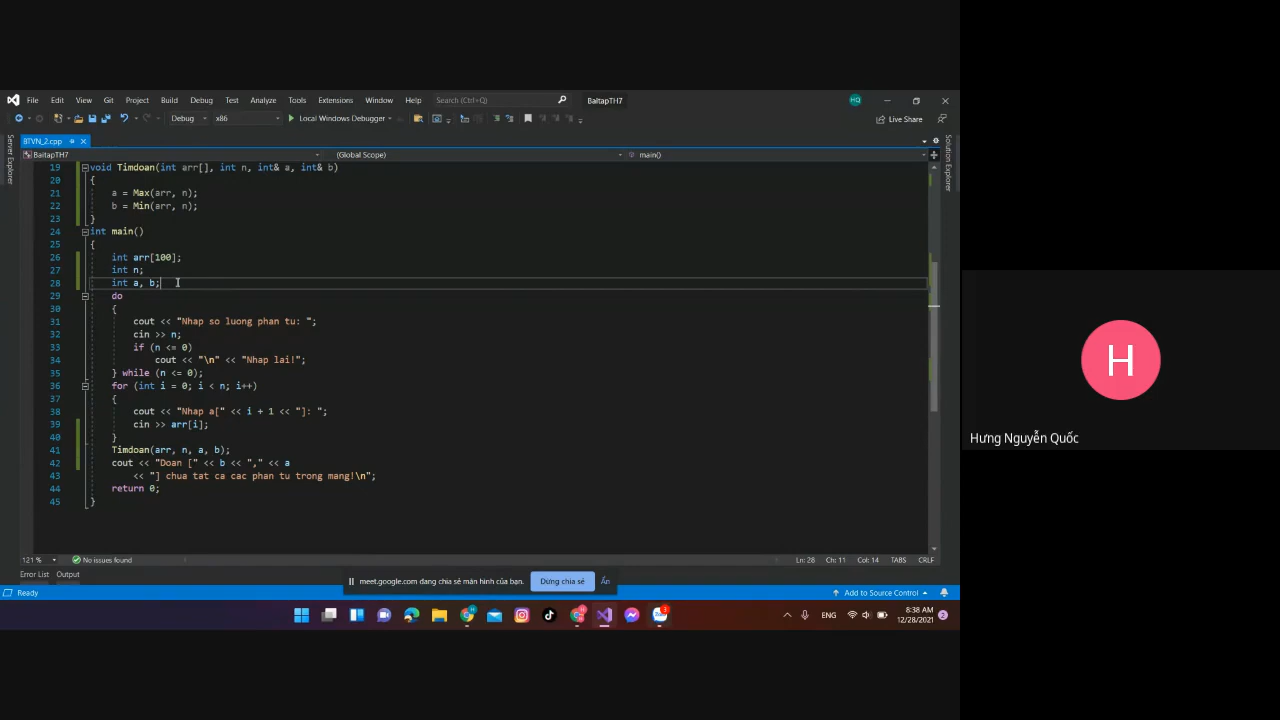 File Edit View Git Project Build Debug Test Analyze Tools Extensions Window Help Search (Ctrl+Q) BaitapTH7 HQ
Debug x86 Local Windows Debugger Live Share
BTVN_2.cpp
BaitapTH7 (Global Scope) main()
Server Explorer
Solution Explorer
19 void Timdoan(int arr[], int n, int& a, int& b)
20 {
21 a = Max(arr, n);
22 b = Min(arr, n);
23 }
24 int main()
25 {
26 int arr[100];
27 int n;
28 int a, b;
29 do
30 {
31 cout << "Nhap so luong phan tu: ";
32 cin >> n;
33 if (n <= 0)
34 cout << "\n" << "Nhap lai!";
35 } while (n <= 0);
36 for (int i = 0; i < n; i++)
37 {
38 cout << "Nhap a[" << i + 1 << "]: ";
39 cin >> arr[i];
40 }
41 Timdoan(arr, n, a, b);
42 cout << "Doan [" << b << "," << a
43 << "] chua tat ca cac phan tu trong mang!\n";
44 return 0;
45 }
121 % No issues found Ln: 28 Ch: 11 Col: 14 TABS CRLF
Error List Output
meet.google.com đang chia sẻ màn hình của bạn. Dừng chia sẻ Ẩn
Ready Add to Source Control
ENG 8:38 AM
12/28/2021 2
3
H
Hưng Nguyễn Quốc